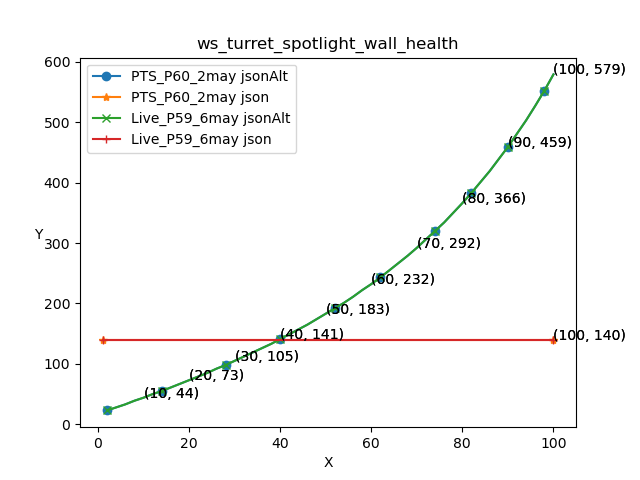 ws_turret_spotlight_wall_health
PTS_P60_2may jsonAlt
PTS_P60_2may json
Live_P59_6may jsonAlt
Live_P59_6may json
Y
600
500
400
300
200
100
0
(100, 579)
(90, 459)
(80, 366)
(70, 292)
(60, 232)
(50, 183)
(40, 141)
(100, 140)
(30, 105)
(20, 73)
(10, 44)
0 20 40 60 80 100
X